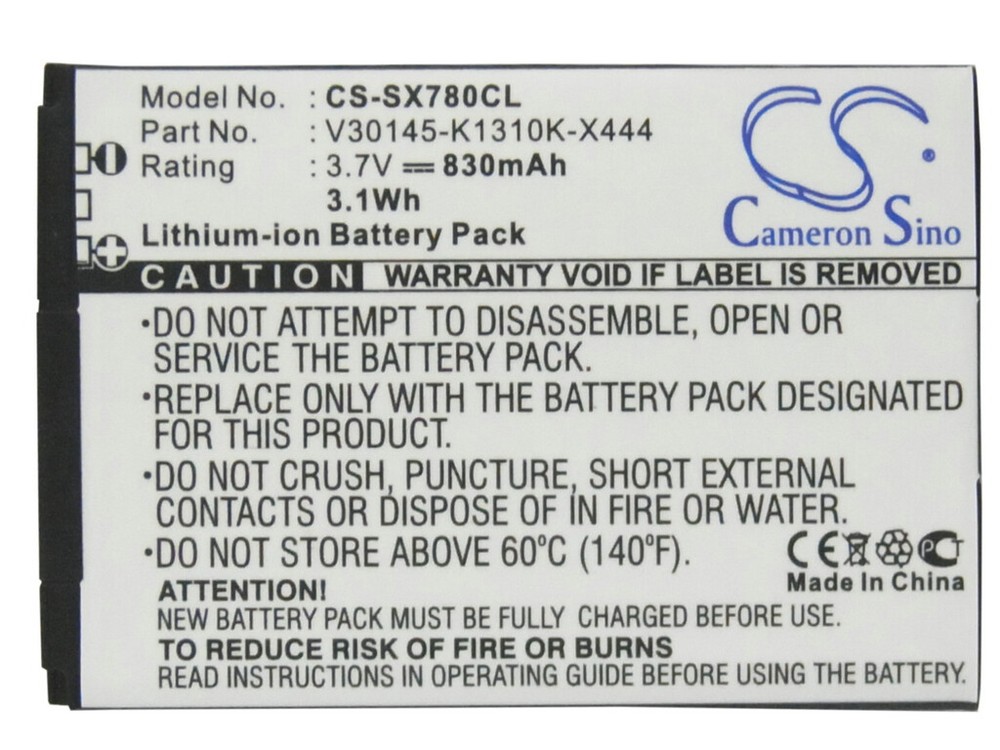 Model No. : CS-SX780CL
Part No. : V30145-K1310K-X444
Rating : 3.7V 830mAh
3.1Wh
Lithium-ion Battery Pack
CS
Cameron Sino
CAUTION WARRANTY VOID IF LABEL IS REMOVED
•DO NOT ATTEMPT TO DISASSEMBLE, OPEN OR
SERVICE THE BATTERY PACK.
•REPLACE ONLY WITH THE BATTERY PACK DESIGNATED
FOR THIS PRODUCT.
•DO NOT CRUSH, PUNCTURE, SHORT EXTERNAL
CONTACTS OR DISPOSE OF IN FIRE OR WATER.
•DO NOT STORE ABOVE 60°C (140°F).
CE PCT
Made In China
ATTENTION!
NEW BATTERY PACK MUST BE FULLY CHARGED BEFORE USE.
TO REDUCE RISK OF FIRE OR BURNS
READ INSTRUCTIONS IN OPERATING GUIDE BEFORE USING THE BATTERY.